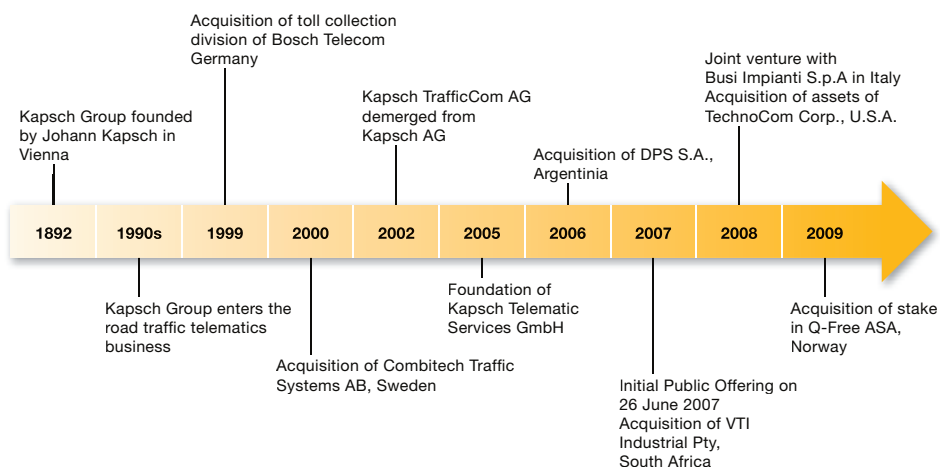 Acquisition of toll collection
division of Bosch Telecom
Germany
Joint venture with
Busi Impianti S.p.A in Italy
Acquisition of assets of
TechnoCom Corp., U.S.A.
Kapsch TrafficCom AG
demerged from
Kapsch AG
Kapsch Group founded
by Johann Kapsch in
Vienna
Acquisition of DPS S.A.,
Argentinia
1892 1990s 1999 2000 2002 2005 2006 2007 2008 2009
Kapsch Group enters the
road traffic telematics
business
Foundation of
Kapsch Telematic
Services GmbH
Acquisition of stake
in Q-Free ASA,
Norway
Acquisition of Combitech Traffic
Systems AB, Sweden
Initial Public Offering on
26 June 2007
Acquisition of VTI
Industrial Pty,
South Africa